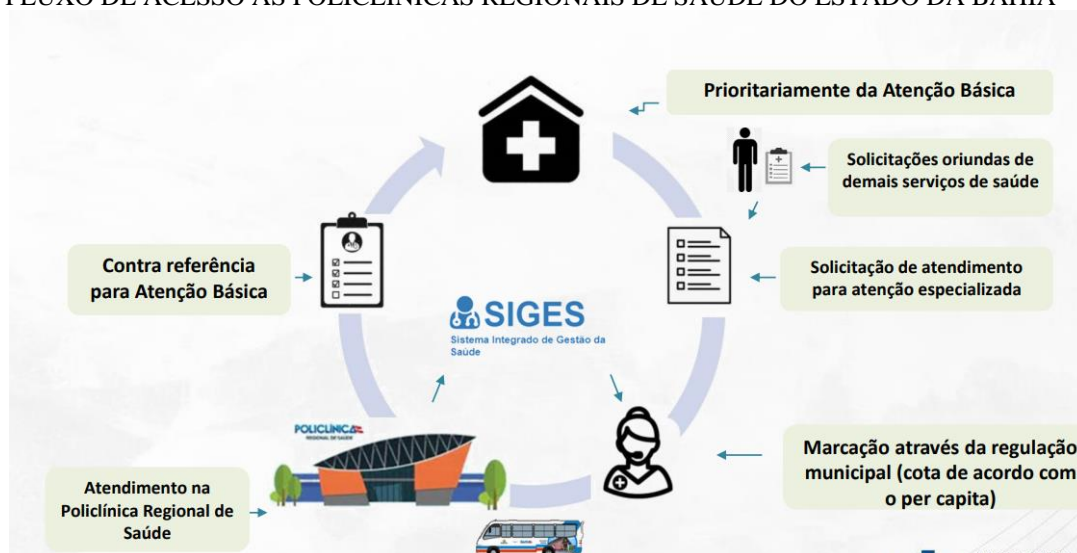 FLUXO DE ACESSO ÀS POLICLÍNICAS REGIONAIS DE SAÚDE DO ESTADO DA BAHIA
Prioritariamente da Atenção Básica
Solicitações oriundas de
demais serviços de saúde
Solicitação de atendimento
para atenção especializada
Contra referência
para Atenção Básica
SIGES
Sistema Integrado de Gestão da
Saúde
POLICLÍNICA
REGIONAL DE SAÚDE
Marcação através da regulação
municipal (cota de acordo com
o per capita)
Atendimento na
Policlínica Regional de
Saúde